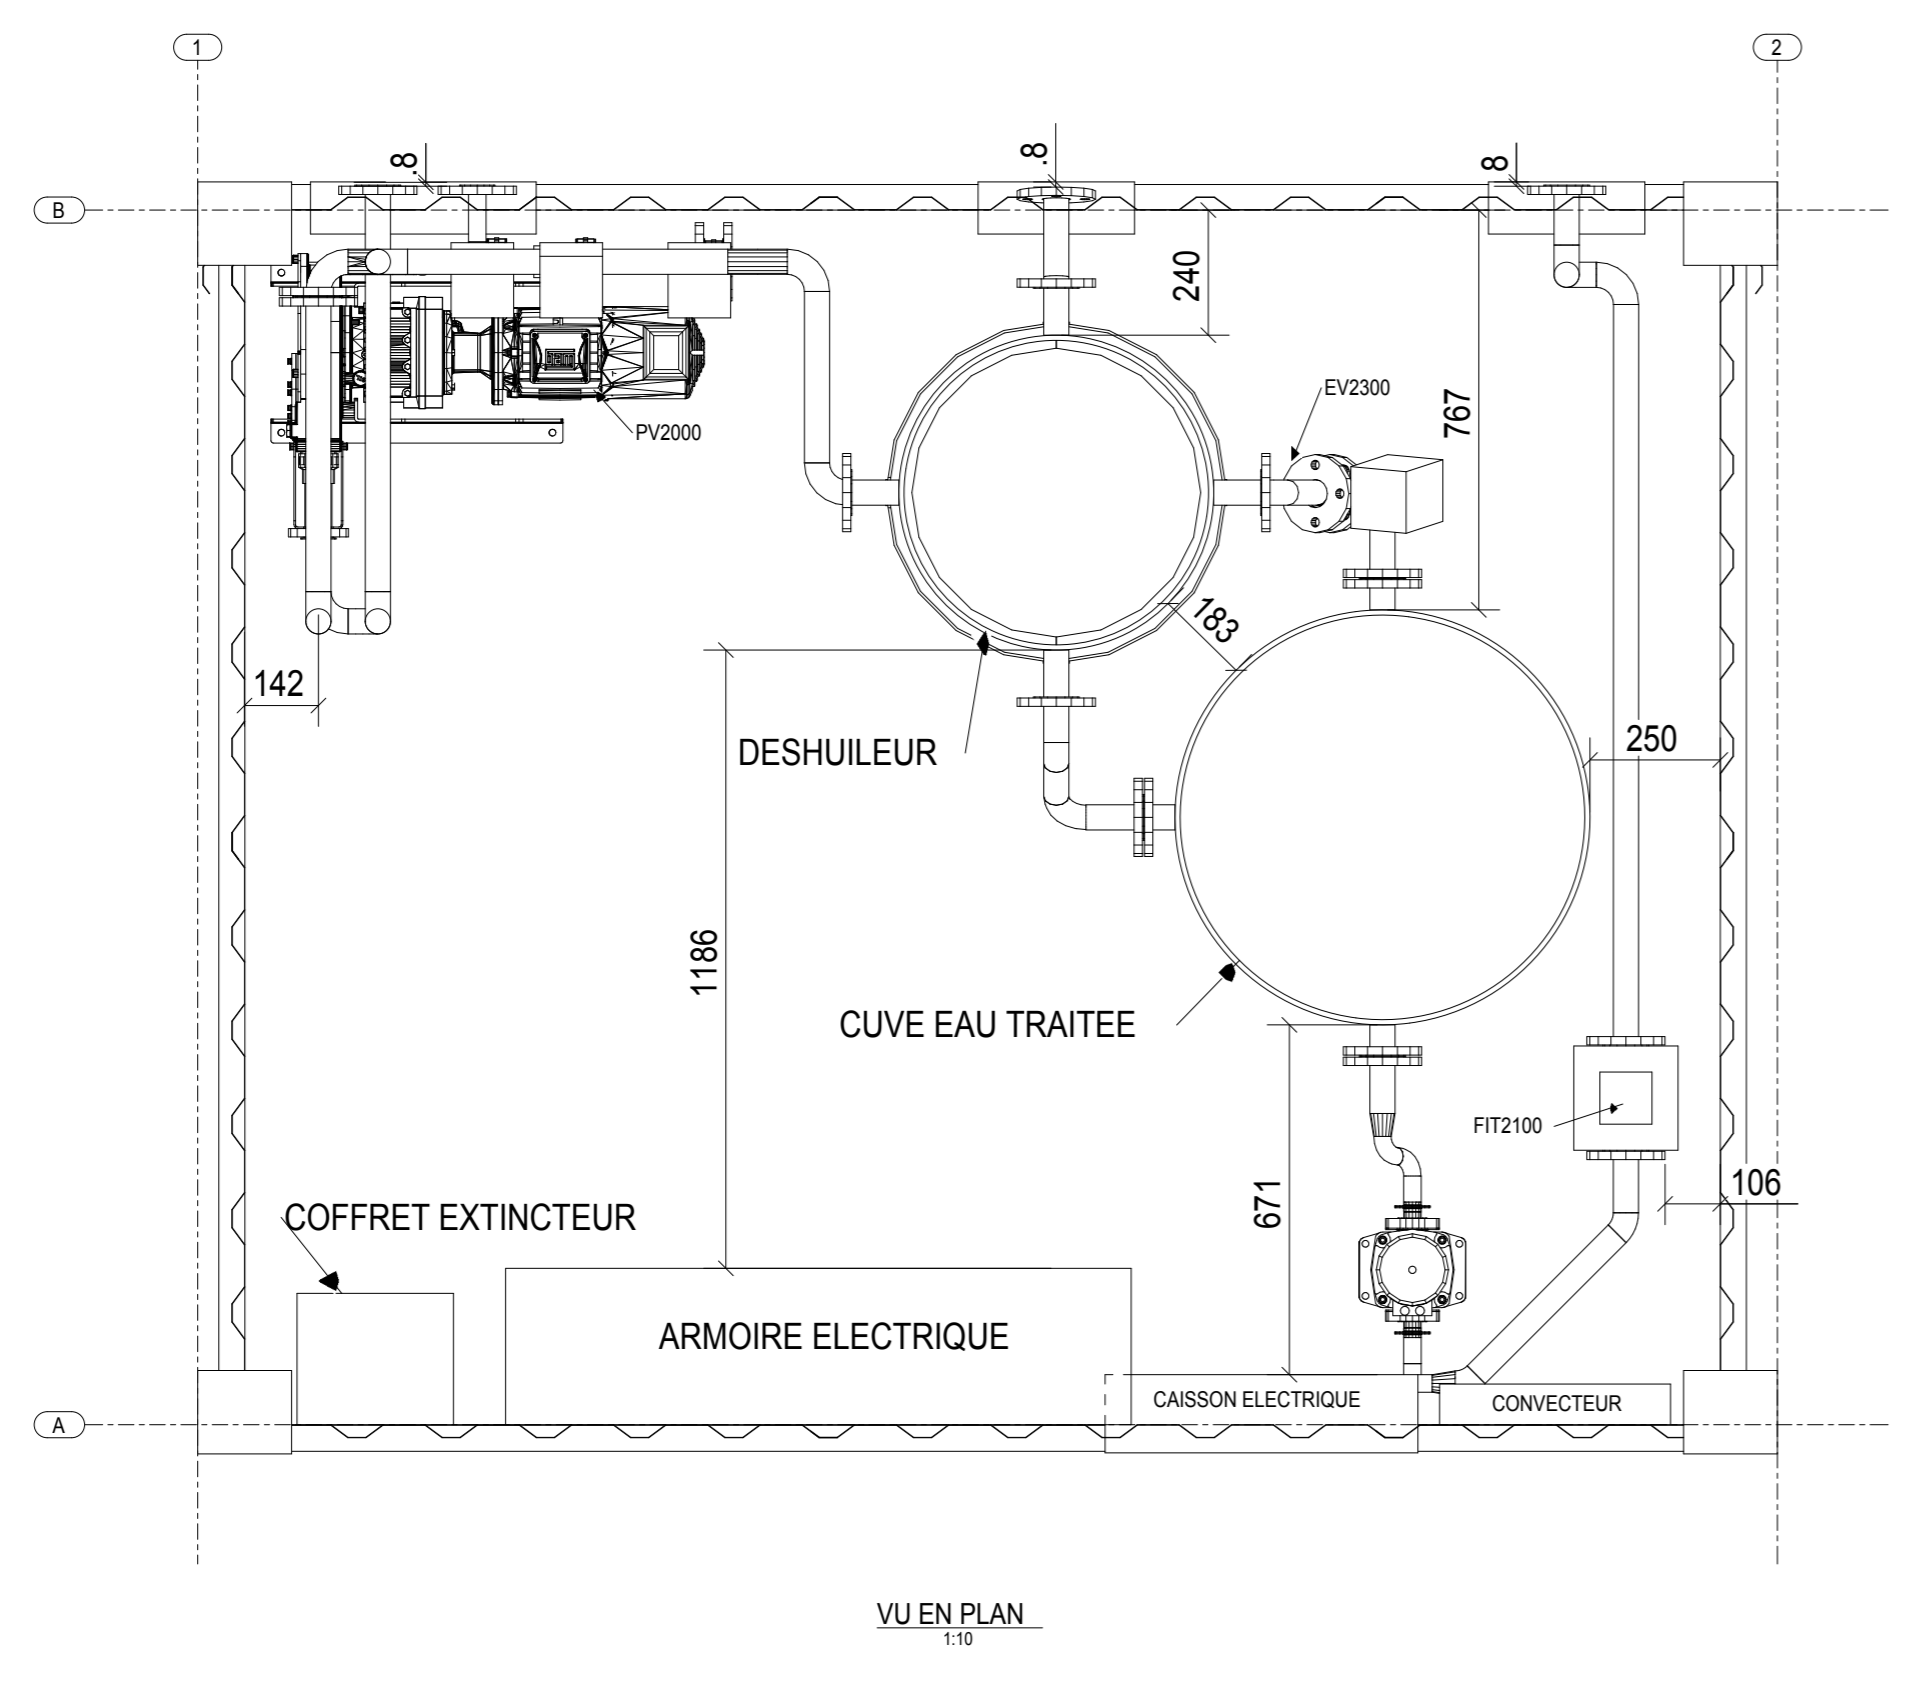 1
2
.8
.8
8
B
240
EV2300
767
PV2000
183
142
DESHUILEUR
250
1186
CUVE EAU TRAITEE
FIT2100
106
671
COFFRET EXTINCTEUR
ARMOIRE ELECTRIQUE
CAISSON ELECTRIQUE
CONVECTEUR
A
VU EN PLAN
1:10